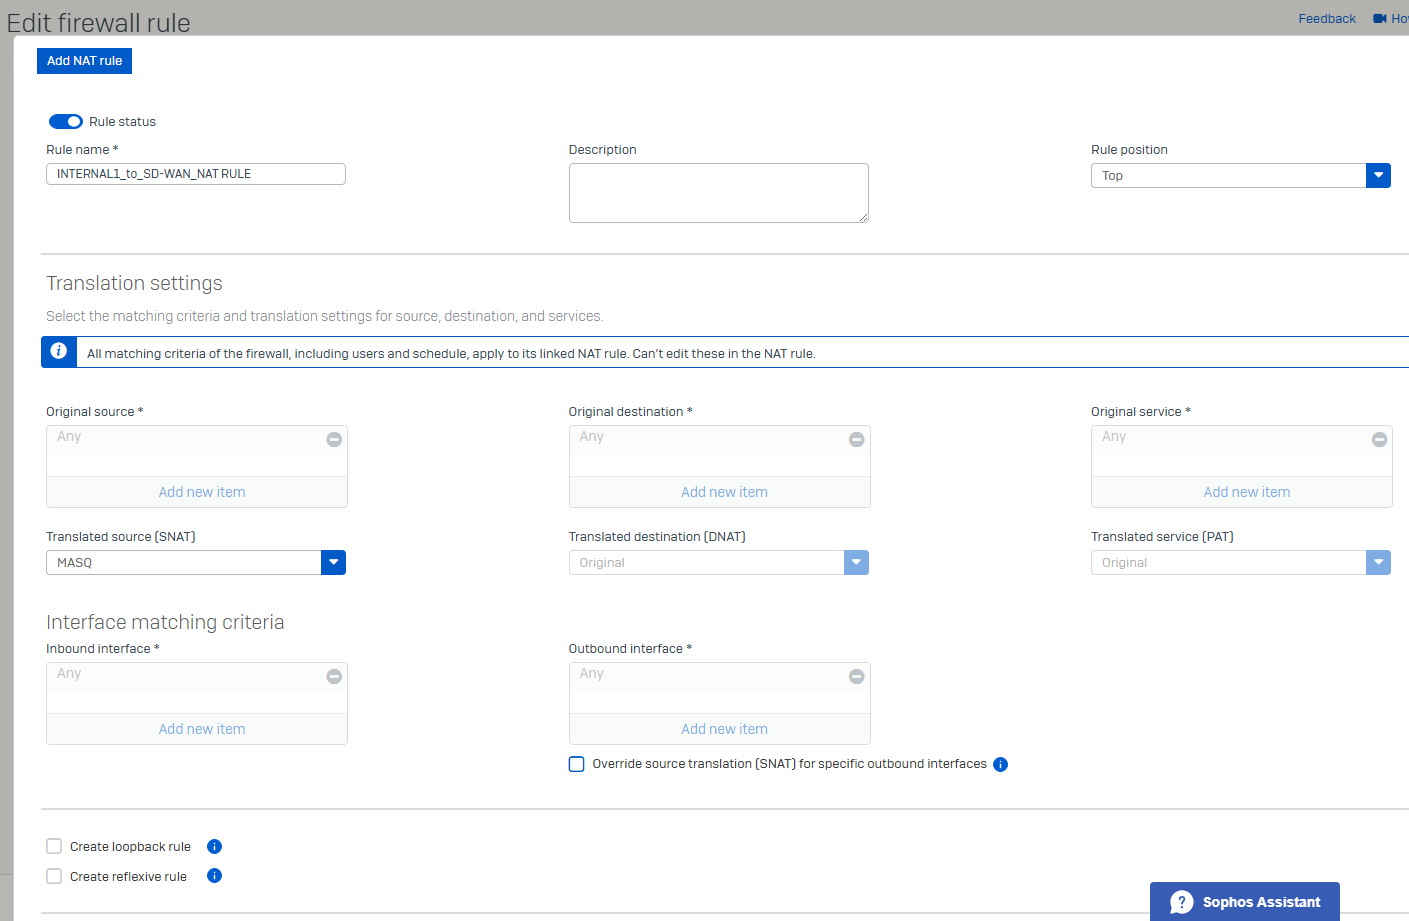 Edit firewall rule
Feedback
Add NAT rule
Rule status
Rule name *
Description
Rule position
INTERNAL1_to_SD-WAN_NAT RULE
Top
Translation settings
Select the matching criteria and translation settings for source, destination, and services.
i All matching criteria of the firewall, including users and schedule, apply to its linked NAT rule. Can't edit these in the NAT rule.
Original source *
Original destination *
Original service *
Any
Any
Any
Add new item
Add new item
Add new item
Translated source (SNAT)
Translated destination (DNAT)
Translated service (PAT)
MASQ
Original
Original
Interface matching criteria
Inbound interface *
Outbound interface *
Any
Any
Add new item
Add new item
Override source translation (SNAT) for specific outbound interfaces i
Create loopback rule i
Create reflexive rule i
? Sophos Assistant